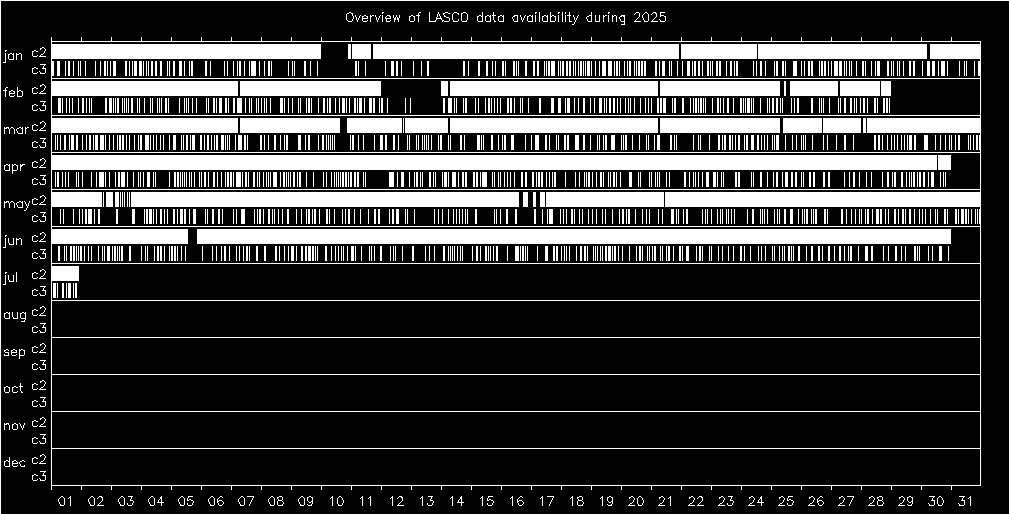 Overview of LASCO data availability during 2025
jan c2
c3
feb c2
c3
mar c2
c3
apr c2
c3
may c2
c3
jun c2
c3
jul c2
c3
aug c2
c3
sep c2
c3
oct c2
c3
nov c2
c3
dec c2
c3
01 02 03 04 05 06 07 08 09 10 11 12 13 14 15 16 17 18 19 20 21 22 23 24 25 26 27 28 29 30 31